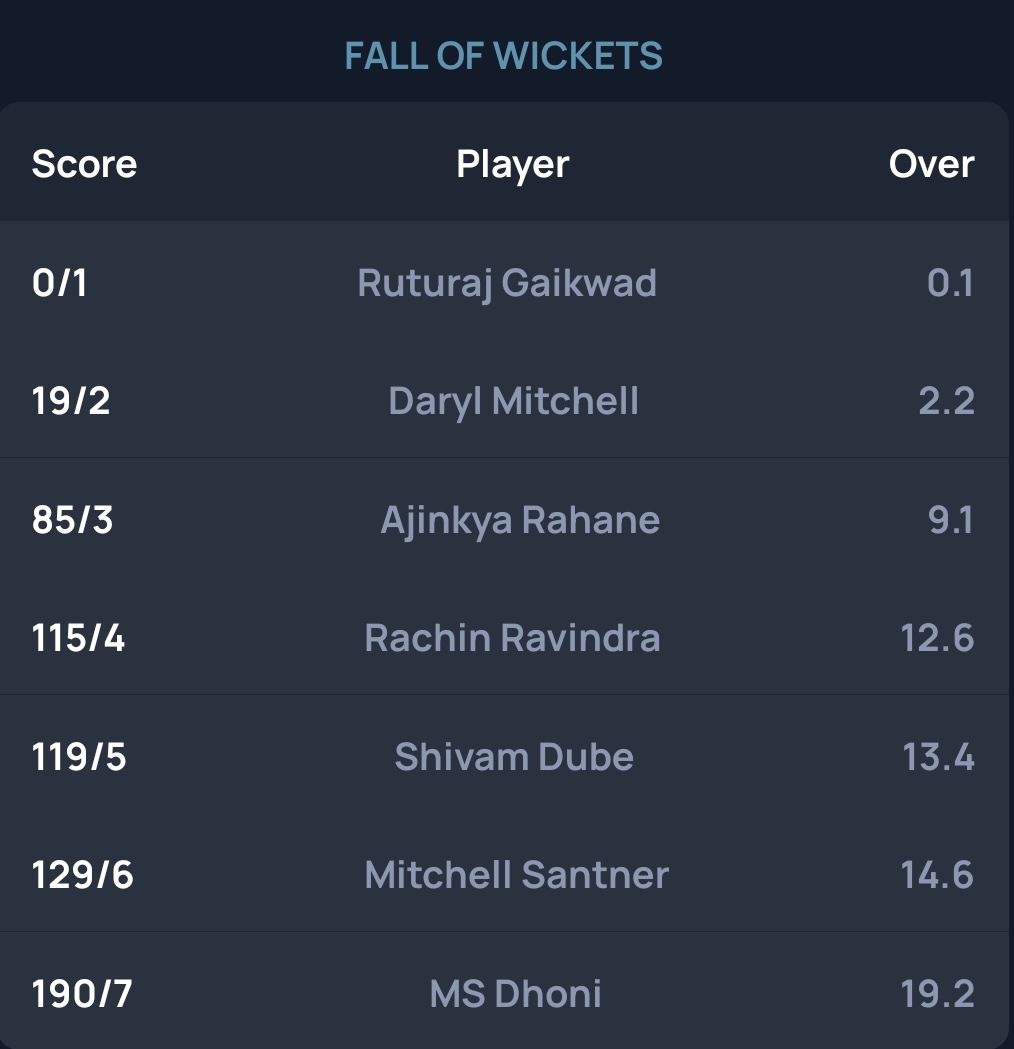 FALL OF WICKETS
Score Player Over
0/1 Ruturaj Gaikwad 0.1
19/2 Daryl Mitchell 2.2
85/3 Ajinkya Rahane 9.1
115/4 Rachin Ravindra 12.6
119/5 Shivam Dube 13.4
129/6 Mitchell Santner 14.6
190/7 MS Dhoni 19.2